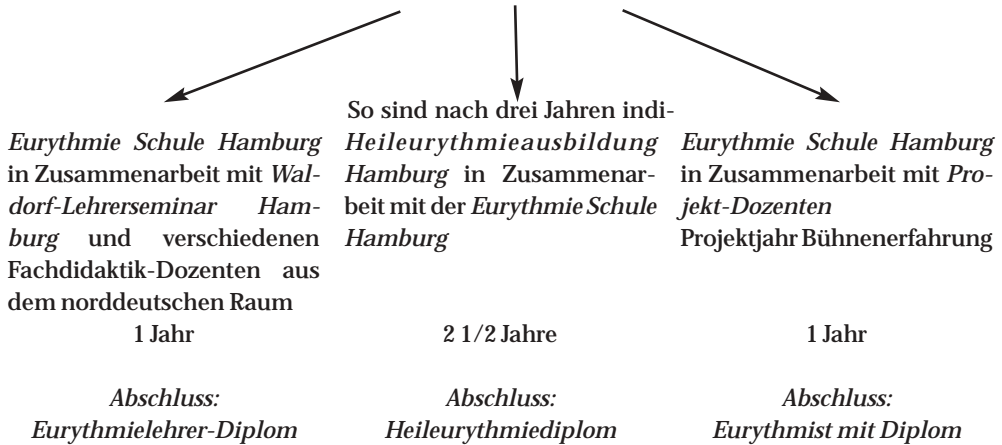 So sind nach drei Jahren indi-
Eurythmie Schule Hamburg
in Zusammenarbeit mit Wal-
dorf-Lehrerseminar Ham-
burg und verschiedenen
Fachdidaktik-Dozenten aus
dem norddeutschen Raum
1 Jahr
Abschluss:
Eurythmielehrer-Diplom
Heileurythmieausbildung
Hamburg in Zusammenar-
beit mit der Eurythmie Schule
Hamburg
2 1/2 Jahre
Abschluss:
Heileurythmiediplom
Eurythmie Schule Hamburg
in Zusammenarbeit mit Pro-
jekt-Dozenten
Projektjahr Bühnenerfahrung
1 Jahr
Abschluss:
Eurythmist mit Diplom